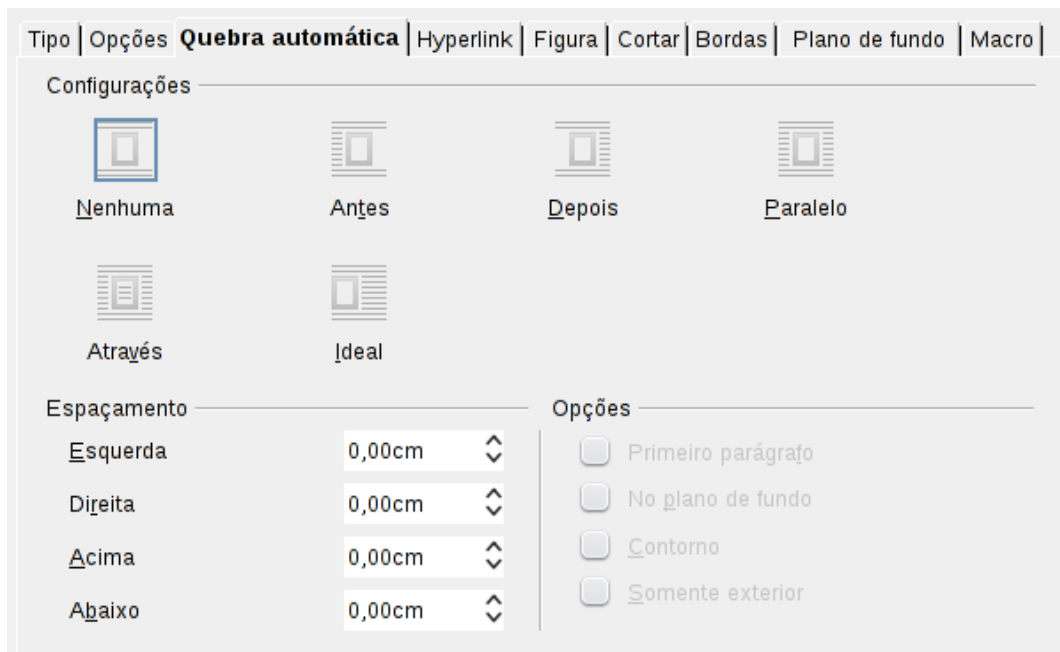 Tipo Opções Quebra automática Hyperlink Figura Cortar Bordas Plano de fundo Macro
Configurações
Nenhuma Antes Depois Paralelo
Através Ideal
Espaçamento Opções
Esquerda 0,00cm Primeiro parágrafo
Direita 0,00cm No plano de fundo
Acima 0,00cm Contorno
Abaixo 0,00cm Somente exterior